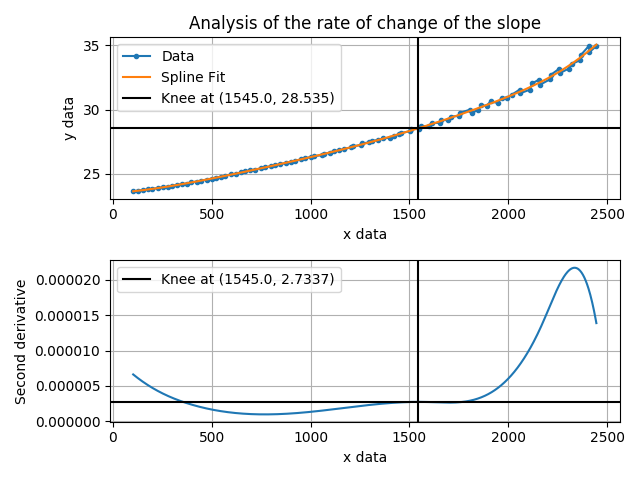 Analysis of the rate of change of the slope
35
30
25
y data
Data
Spline Fit
Knee at (1545.0, 28.535)
0
500
1000
1500
2000
2500
x data
0.000020
0.000015
0.000010
0.000005
0.000000
Second derivative
Knee at (1545.0, 2.7337)
0
500
1000
1500
2000
2500
x data